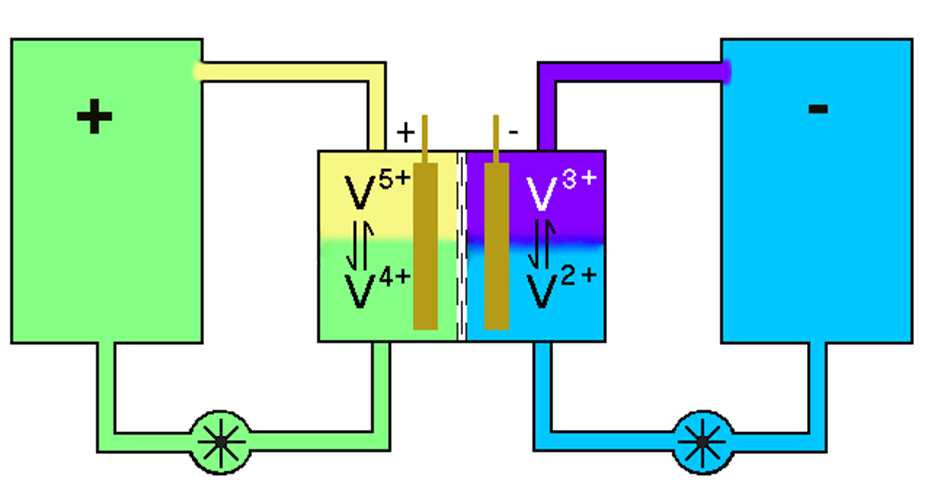 +
-
+ -
V5+ V3+
V4+ V2+